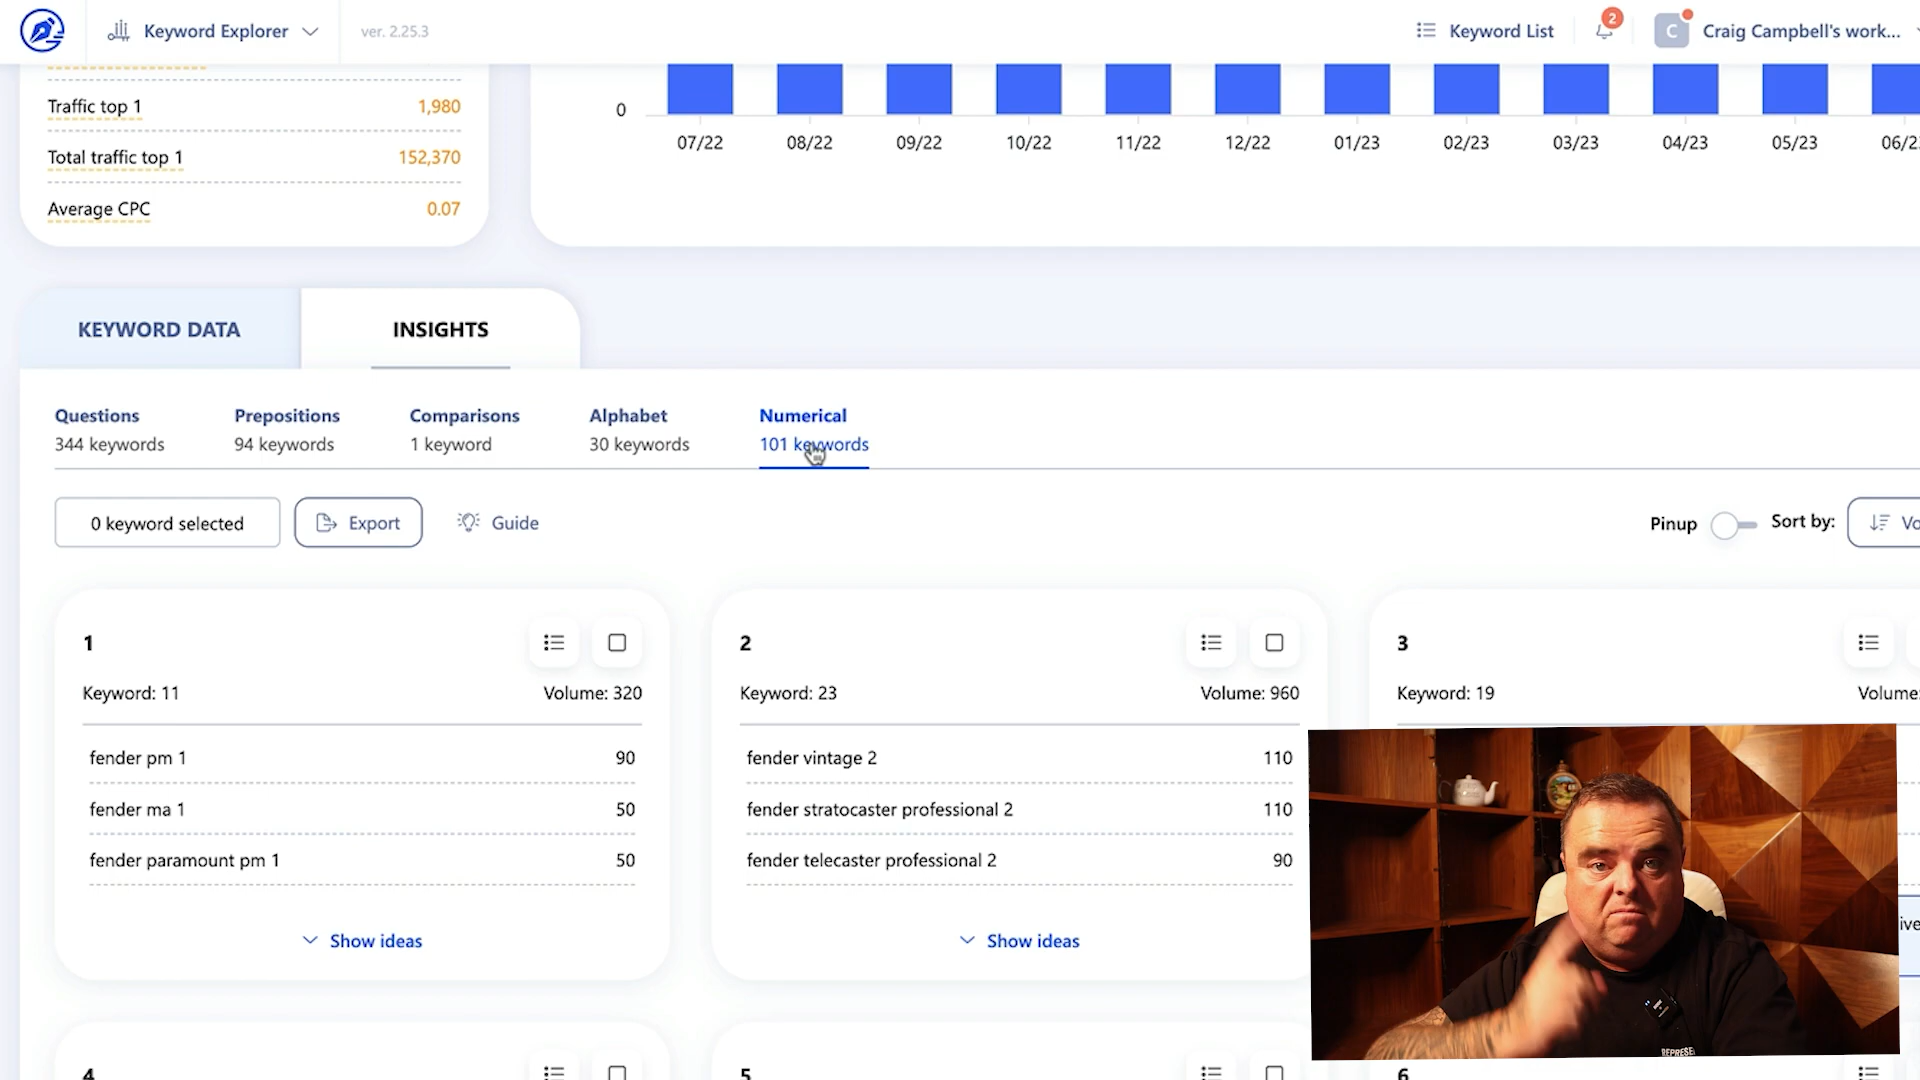 Keyword Explorer
ver. 2.25.3
Keyword List
2
C
Craig Campbell's work...
Traffic top 1
1,980
Total traffic top 1
152,370
Average CPC
0.07
0
07/22
08/22
09/22
10/22
11/22
12/22
01/23
02/23
03/23
04/23
05/23
06/2
KEYWORD DATA
INSIGHTS
Questions
344 keywords
Prepositions
94 keywords
Comparisons
1 keyword
Alphabet
30 keywords
Numerical
101 keywords
0 keyword selected
Export
Guide
Pinup
Sort by:
Vo
1
Keyword: 11
Volume: 320
fender pm 1
90
fender ma 1
50
fender paramount pm 1
50
Show ideas
2
Keyword: 23
Volume: 960
fender vintage 2
110
fender stratocaster professional 2
110
fender telecaster professional 2
90
Show ideas
3
Keyword: 19
Volume:
ive
REPRESE
4
5
6